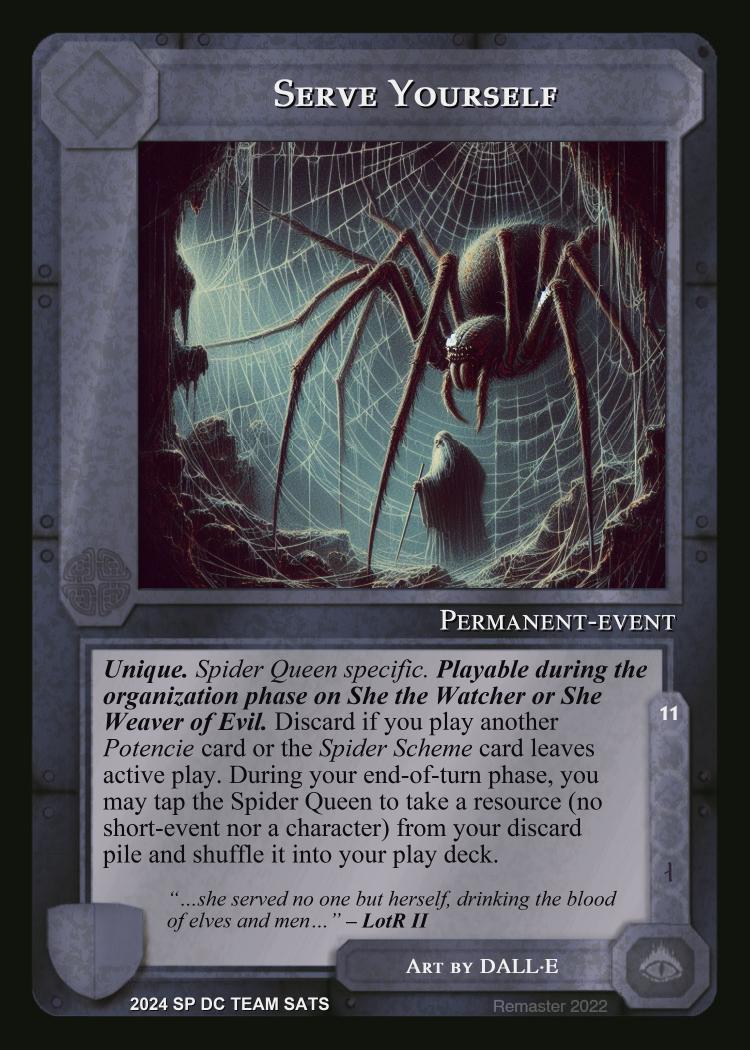 Serve Yourself
Permanent-event
Unique. Spider Queen specific. Playable during the
organization phase on She the Watcher or She
Weaver of Evil. Discard if you play another
Potencie card or the Spider Scheme card leaves
active play. During your end-of-turn phase, you
may tap the Spider Queen to take a resource (no
short-event nor a character) from your discard
pile and shuffle it into your play deck.
11
“…she served no one but herself, drinking the blood
of elves and men…” – LotR II
Art by DALL·E
2024 SP DC TEAM SATS
Remaster 2022